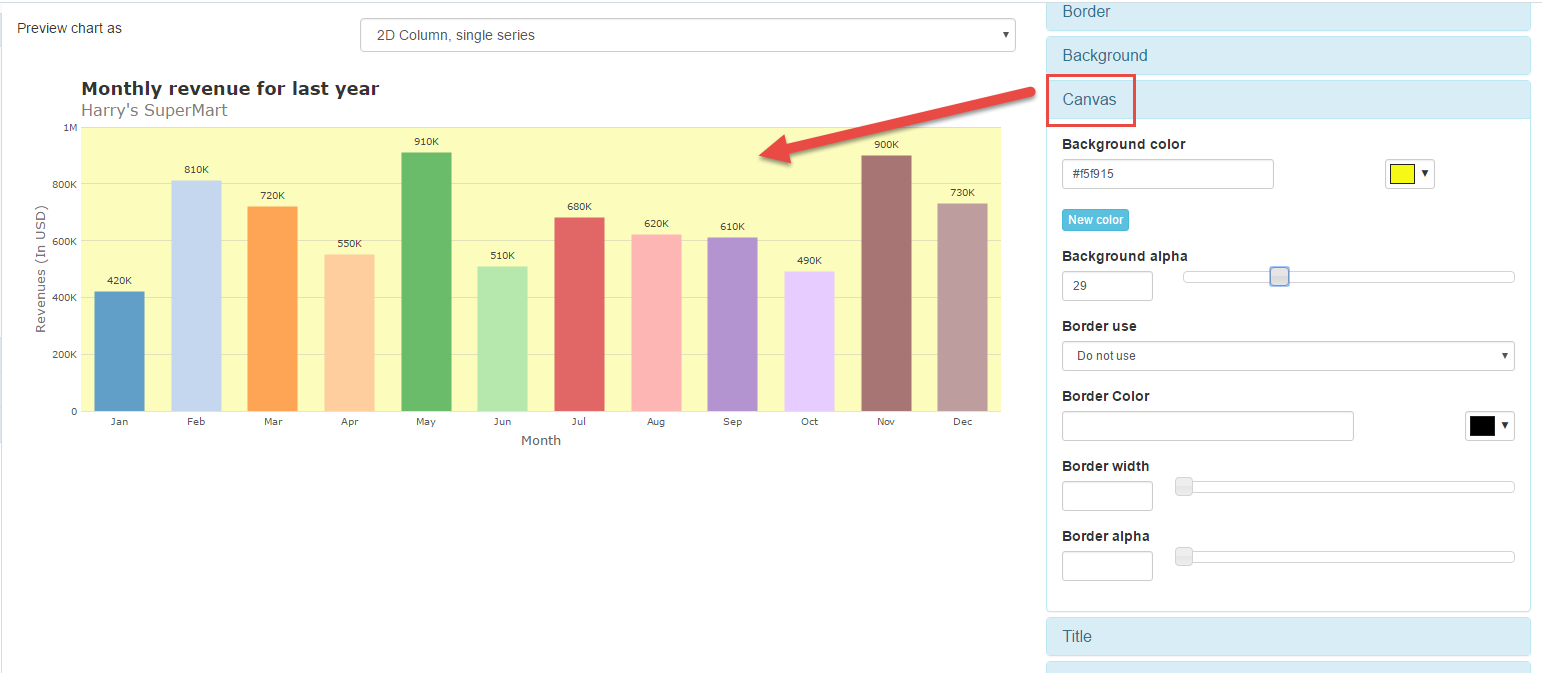 Preview chart as
2D Column, single series
Monthly revenue for last year
Harry's SuperMart
Revenues (In USD)
1M
800K
600K
400K
200K
0
420K
810K
720K
550K
910K
510K
680K
620K
610K
490K
900K
730K
Jan Feb Mar Apr May Jun Jul Aug Sep Oct Nov Dec
Month
Border
Background
Canvas
Background color
#f5f915
New color
Background alpha
29
Border use
Do not use
Border Color
Border width
Border alpha
Title